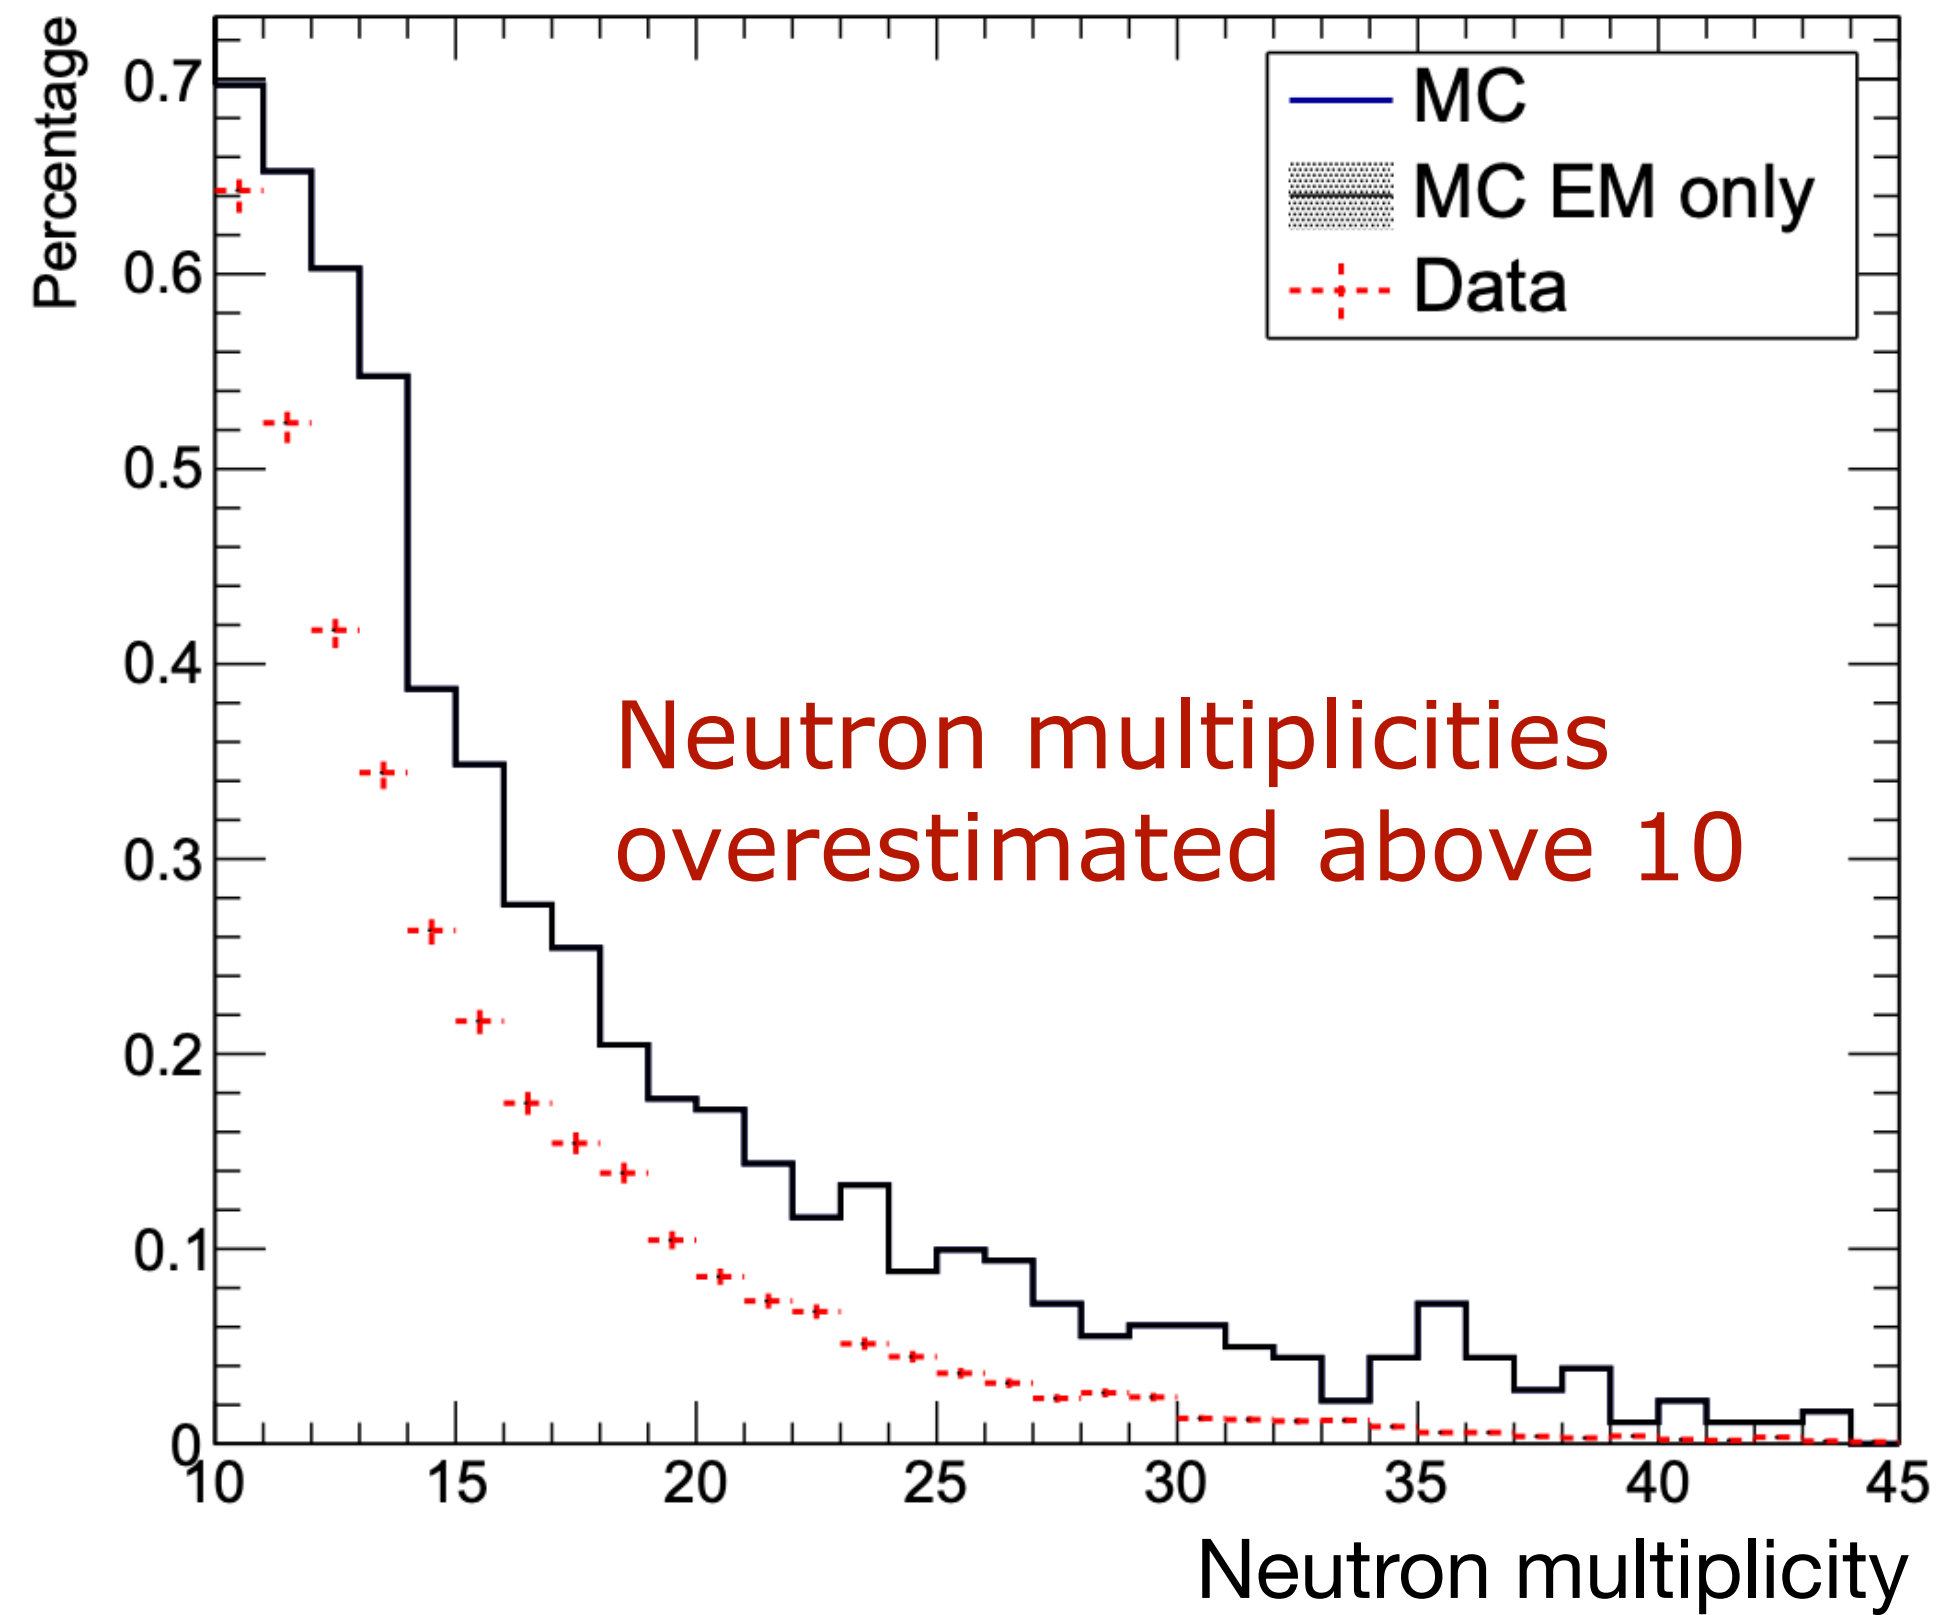 Percentage
0.7
0.6
0.5
0.4
0.3
0.2
0.1
0
MC
MC EM only
Data
Neutron multiplicities
overestimated above 10
10 15 20 25 30 35 40 45
Neutron multiplicity